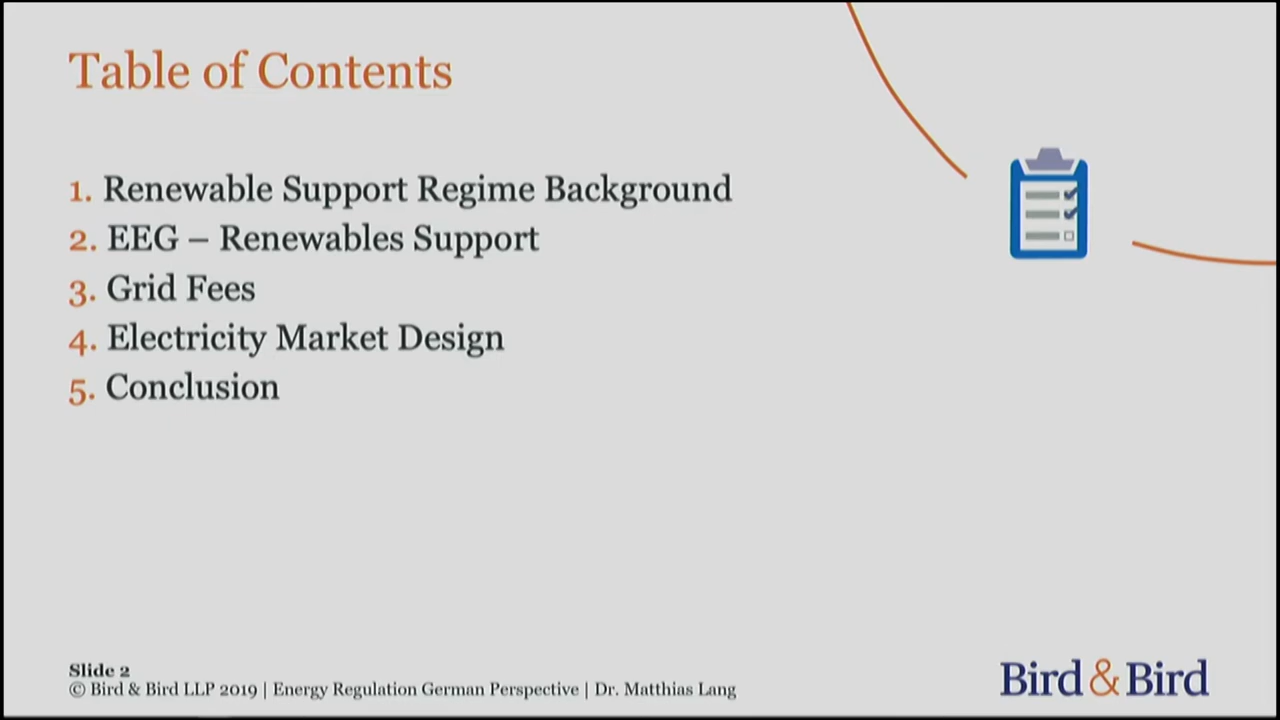 Table of Contents
1. Renewable Support Regime Background
2. EEG – Renewables Support
3. Grid Fees
4. Electricity Market Design
5. Conclusion
Slide 2
© Bird & Bird LLP 2019 | Energy Regulation German Perspective | Dr. Matthias Lang
Bird & Bird